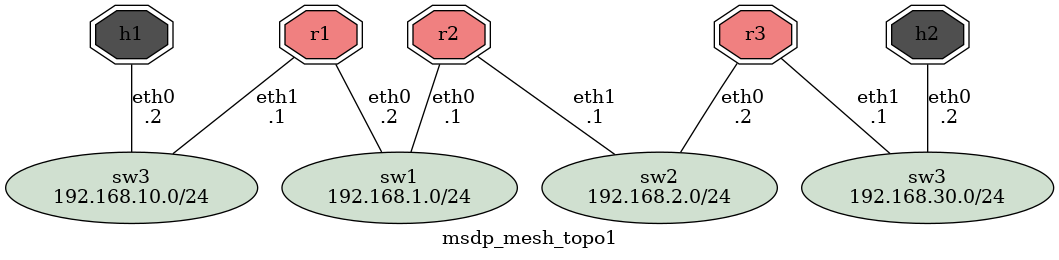 h1
r1
r2
r3
h2
eth0
.2
eth1
.1
eth0
.2
eth0
.1
eth1
.1
eth0
.2
eth1
.1
eth0
.2
sw3
192.168.10.0/24
sw1
192.168.1.0/24
sw2
192.168.2.0/24
sw3
192.168.30.0/24
msdp_mesh_topo1